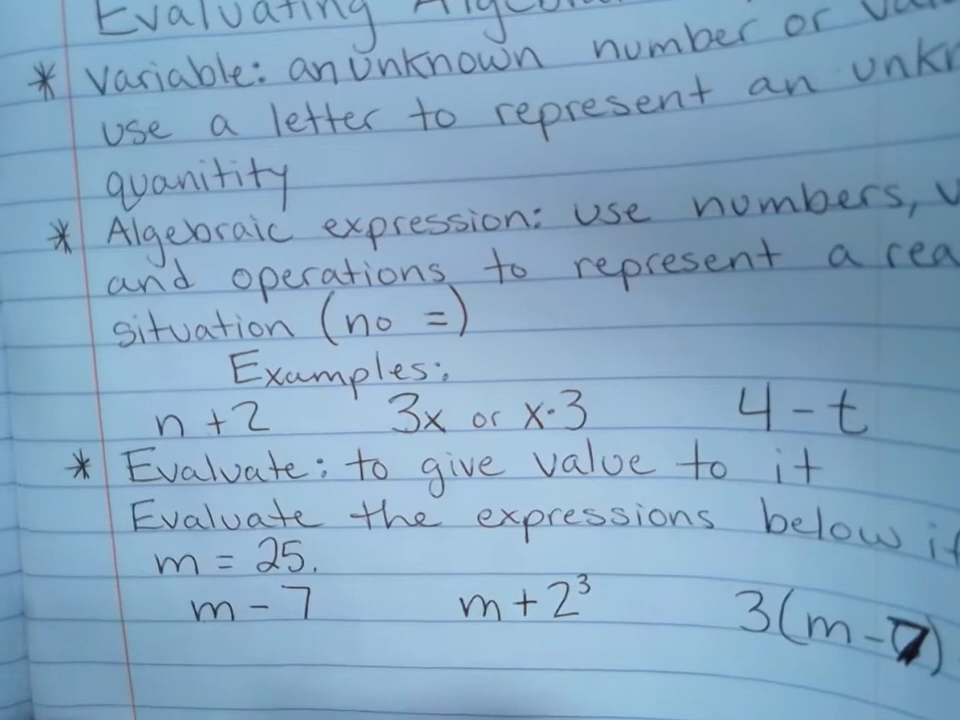 Evaluating
* Variable: an unknown number or
use a letter to represent an
quanitity
* Algebraic expression: use numbers,
and operations to represent a
situation (no =)
Examples:
n + 2 3x or x·3 4 - t
* Evaluate: to give value to it
Evaluate the expressions below if
m = 25.
m - 7 m + 2³ 3(m - 7)